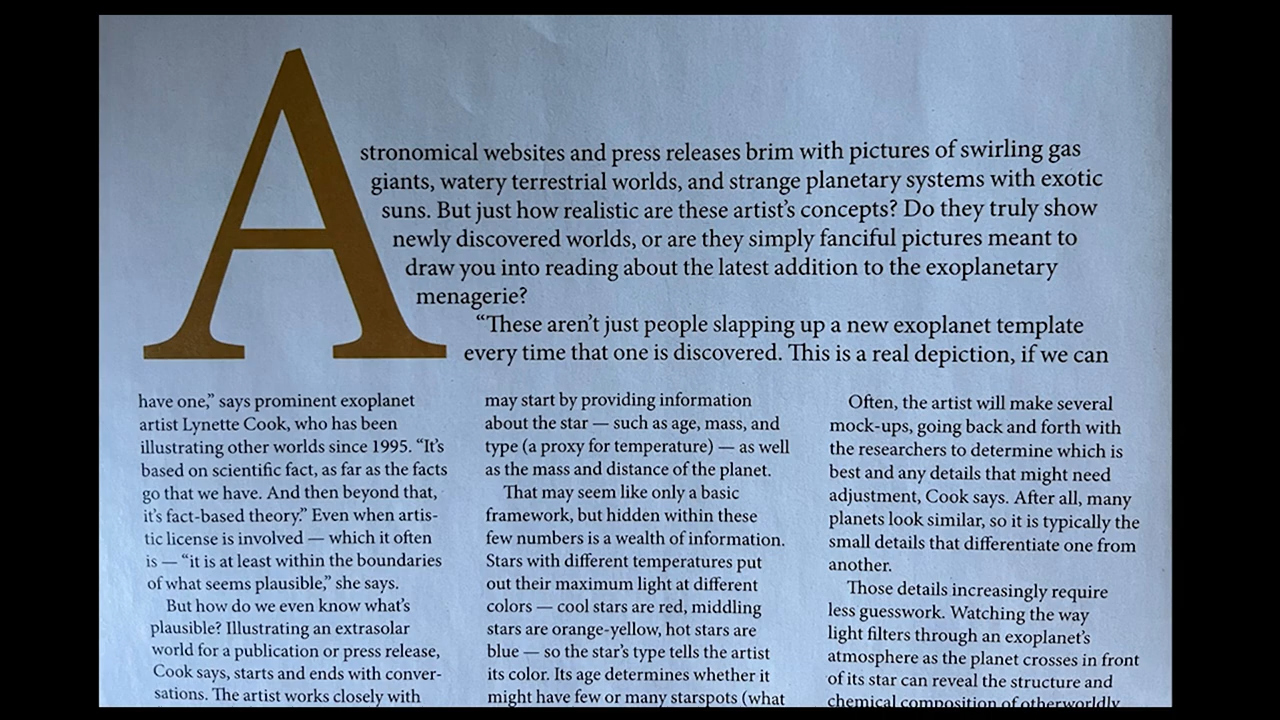 Astronomical websites and press releases brim with pictures of swirling gas
giants, watery terrestrial worlds, and strange planetary systems with exotic
suns. But just how realistic are these artist’s concepts? Do they truly show
newly discovered worlds, or are they simply fanciful pictures meant to
draw you into reading about the latest addition to the exoplanetary
menagerie?
“These aren’t just people slapping up a new exoplanet template
every time that one is discovered. This is a real depiction, if we can
have one,” says prominent exoplanet
artist Lynette Cook, who has been
illustrating other worlds since 1995. “It’s
based on scientific fact, as far as the facts
go that we have. And then beyond that,
it’s fact-based theory.” Even when artis-
tic license is involved — which it often
is — “it is at least within the boundaries
of what seems plausible,” she says.
But how do we even know what’s
plausible? Illustrating an extrasolar
world for a publication or press release,
Cook says, starts and ends with conver-
sations. The artist works closely with
may start by providing information
about the star — such as age, mass, and
type (a proxy for temperature) — as well
as the mass and distance of the planet.
That may seem like only a basic
framework, but hidden within these
few numbers is a wealth of information.
Stars with different temperatures put
out their maximum light at different
colors — cool stars are red, middling
stars are orange-yellow, hot stars are
blue — so the star’s type tells the artist
its color. Its age determines whether it
might have few or many starspots (what
Often, the artist will make several
mock-ups, going back and forth with
the researchers to determine which is
best and any details that might need
adjustment, Cook says. After all, many
planets look similar, so it is typically the
small details that differentiate one from
another.
Those details increasingly require
less guesswork. Watching the way
light filters through an exoplanet’s
atmosphere as the planet crosses in front
of its star can reveal the structure and
chemical composition of otherworldly